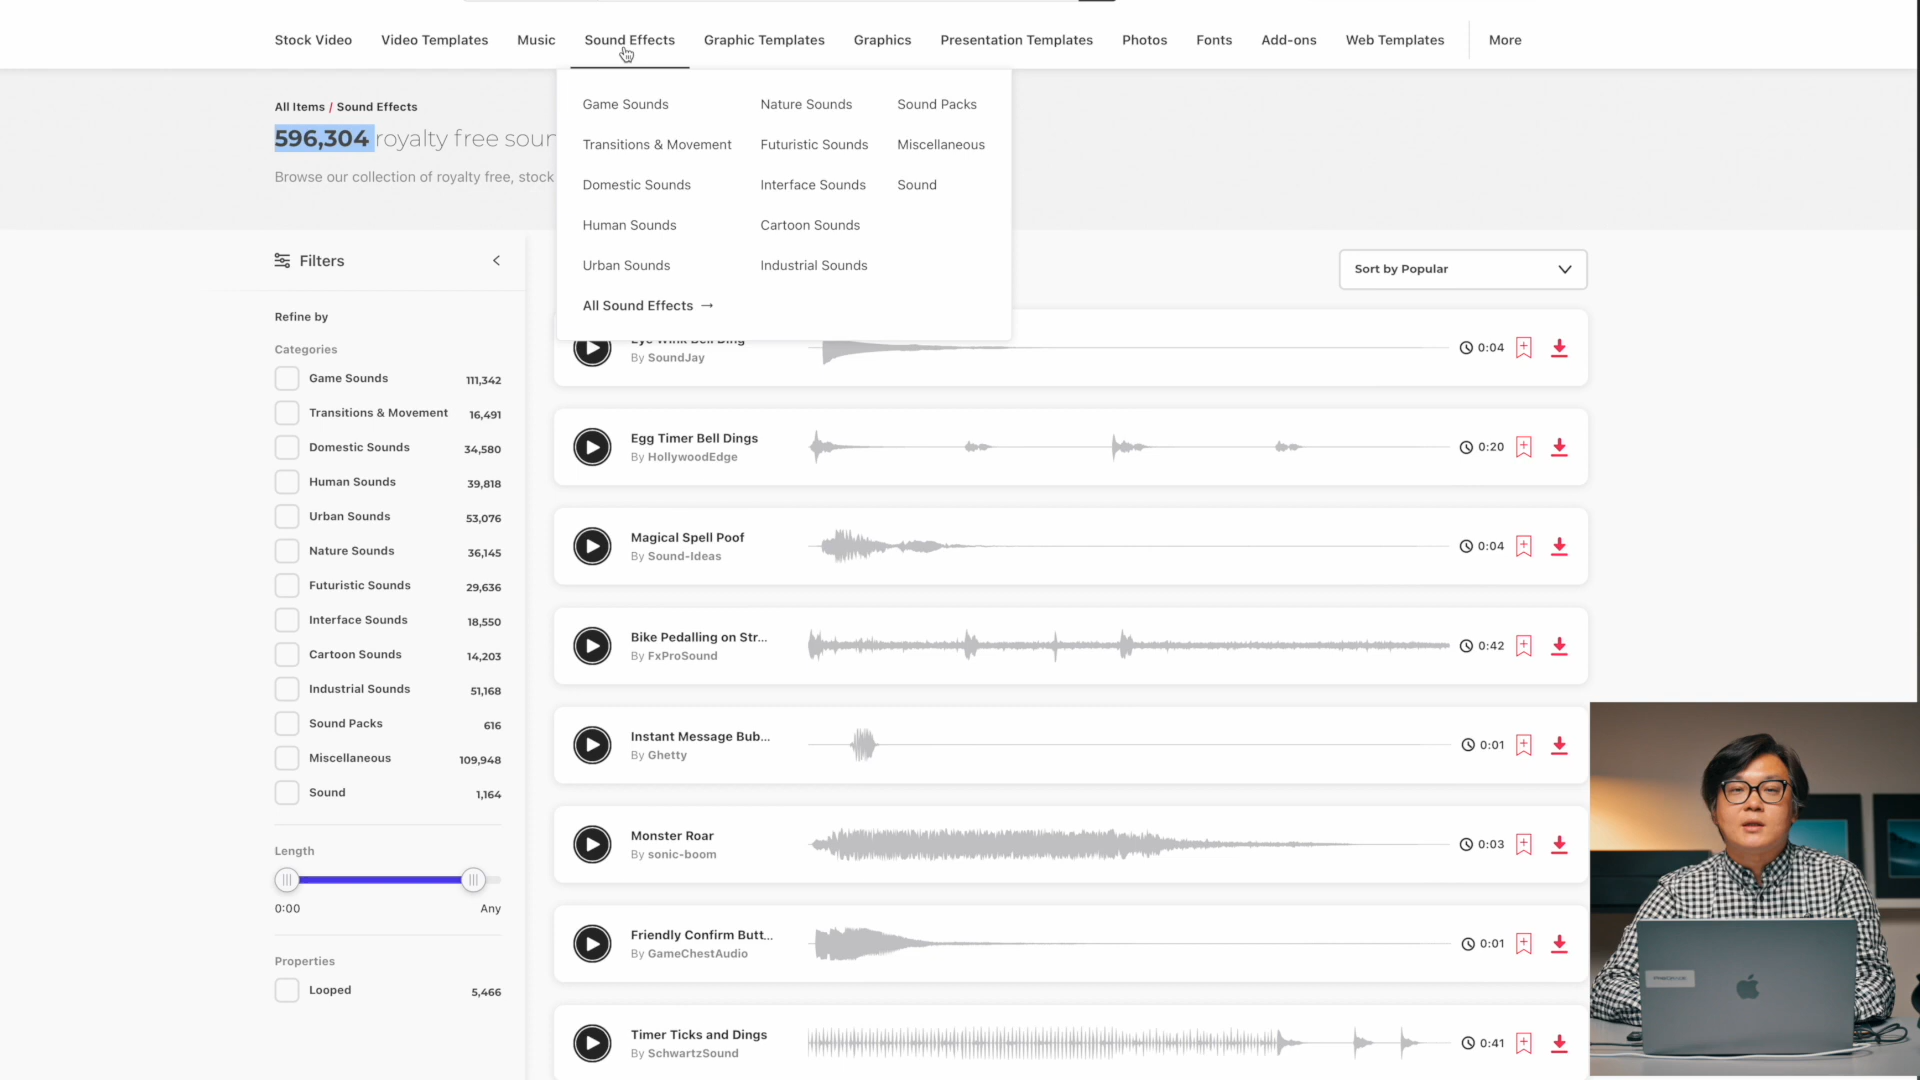 Stock Video Video Templates Music Sound Effects Graphic Templates Graphics Presentation Templates Photos Fonts Add-ons Web Templates More
Game Sounds Nature Sounds Sound Packs
Transitions & Movement Futuristic Sounds Miscellaneous
Domestic Sounds Interface Sounds Sound
Human Sounds Cartoon Sounds
Urban Sounds Industrial Sounds
All Sound Effects →
All Items / Sound Effects
596,304 royalty free soun
Browse our collection of royalty free, stock
Filters
Refine by
Categories
Game Sounds 111,342
Transitions & Movement 16,491
Domestic Sounds 34,580
Human Sounds 39,818
Urban Sounds 53,076
Nature Sounds 36,145
Futuristic Sounds 29,636
Interface Sounds 18,550
Cartoon Sounds 14,203
Industrial Sounds 51,168
Sound Packs 616
Miscellaneous 109,948
Sound 1,164
Length
0:00 Any
Properties
Looped 5,466
Sort by Popular
Eye Wink Bell Ding
By SoundJay
0:04
Egg Timer Bell Dings
By HollywoodEdge
0:20
Magical Spell Poof
By Sound-Ideas
0:04
Bike Pedalling on Str...
By FxProSound
0:42
Instant Message Bub...
By Ghetty
0:01
Monster Roar
By sonic-boom
0:03
Friendly Confirm Butt...
By GameChestAudio
0:01
Timer Ticks and Dings
By SchwartzSound
0:41